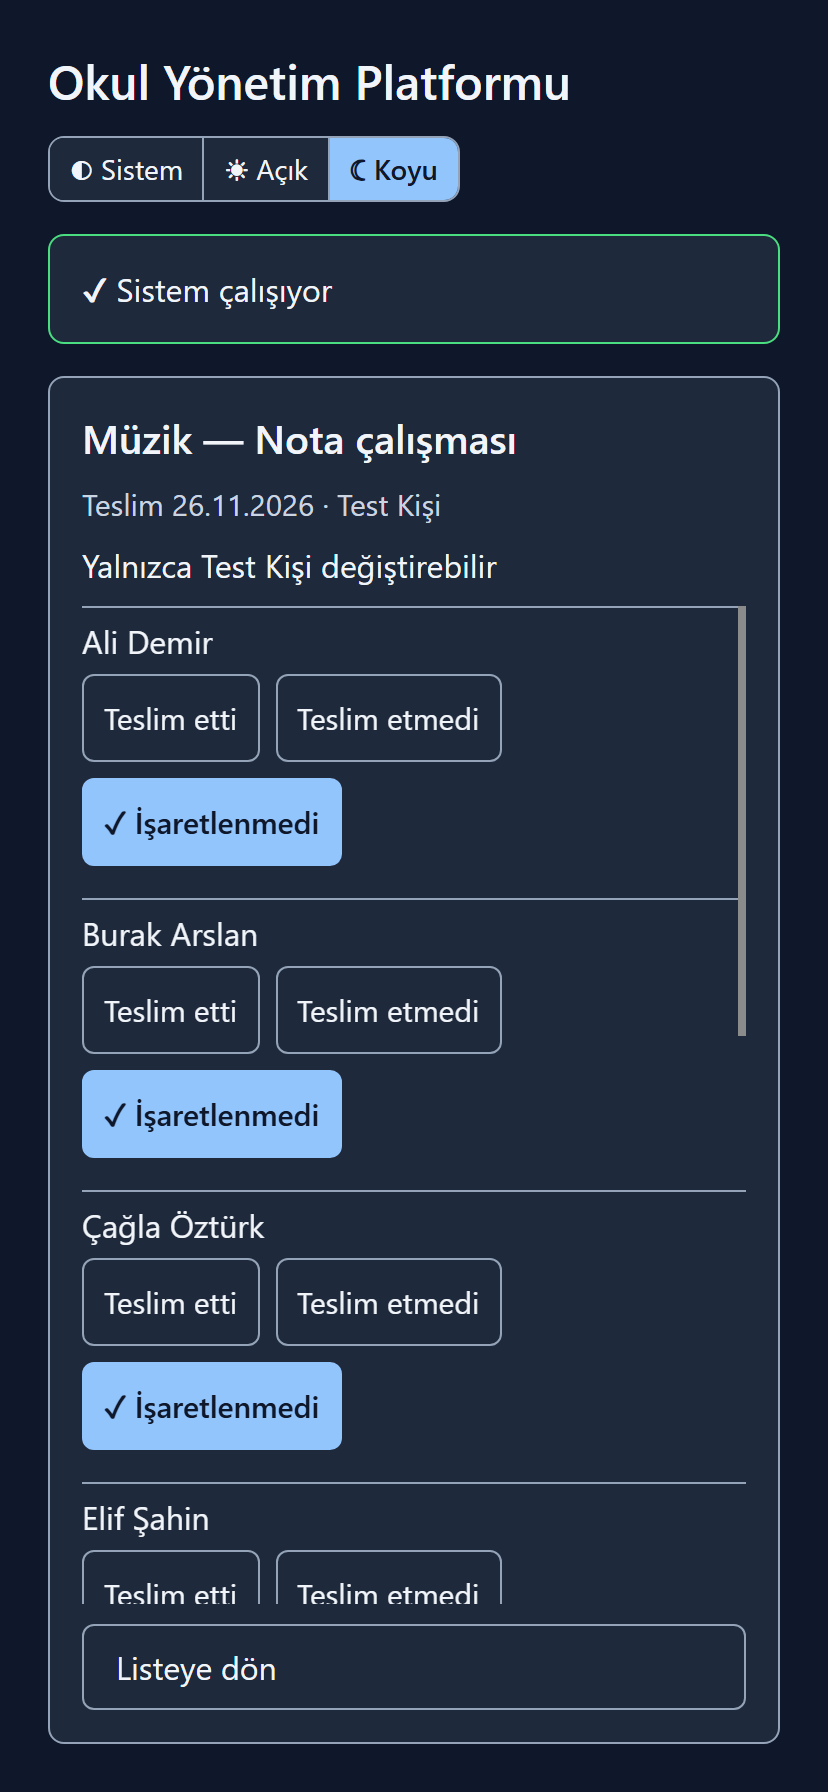 Okul Yönetim Platformu
◐ Sistem ☀ Açık ☾ Koyu
✓ Sistem çalışıyor
Müzik — Nota çalışması
Teslim 26.11.2026 · Test Kişi
Yalnızca Test Kişi değiştirebilir
Ali Demir
Teslim etti Teslim etmedi
✓ İşaretlenmedi
Burak Arslan
Teslim etti Teslim etmedi
✓ İşaretlenmedi
Çağla Öztürk
Teslim etti Teslim etmedi
✓ İşaretlenmedi
Elif Şahin
Teslim etti Teslim etmedi
Listeye dön